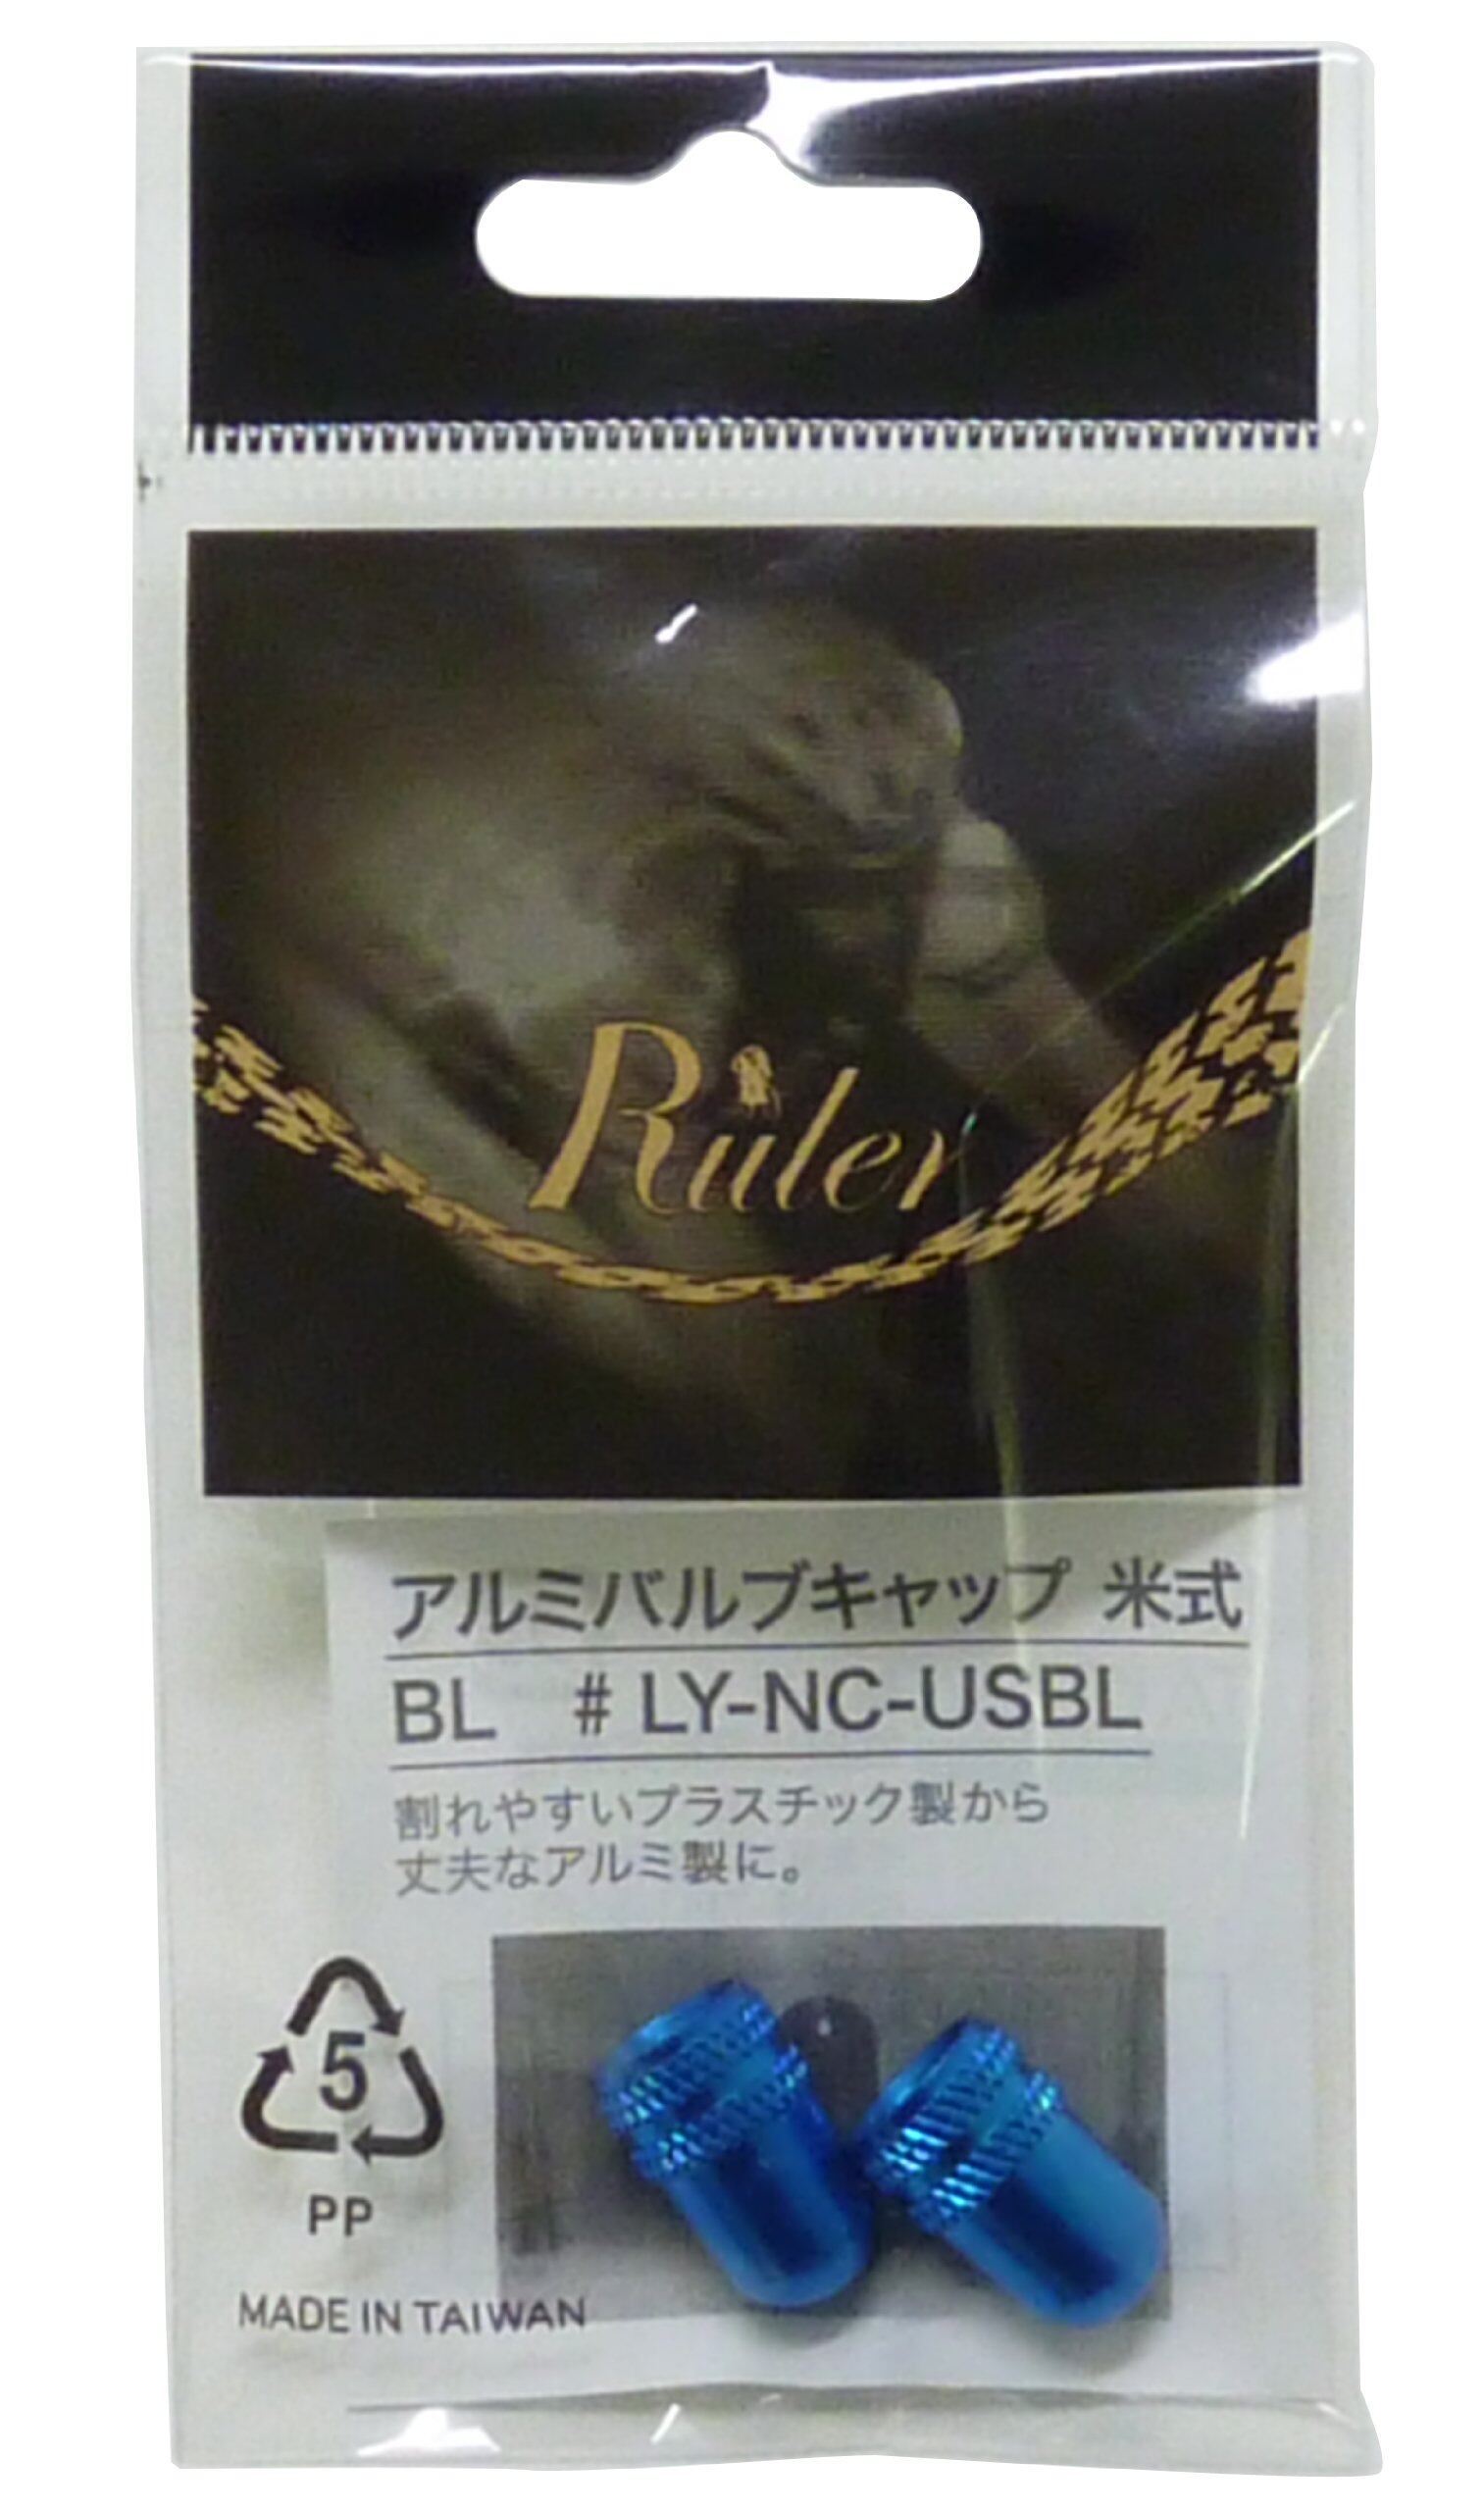 Ruler
アルミバルブキャップ 米式
BL # LY-NC-USBL
割れやすいプラスチック製から
丈夫なアルミ製に。
5
PP
MADE IN TAIWAN